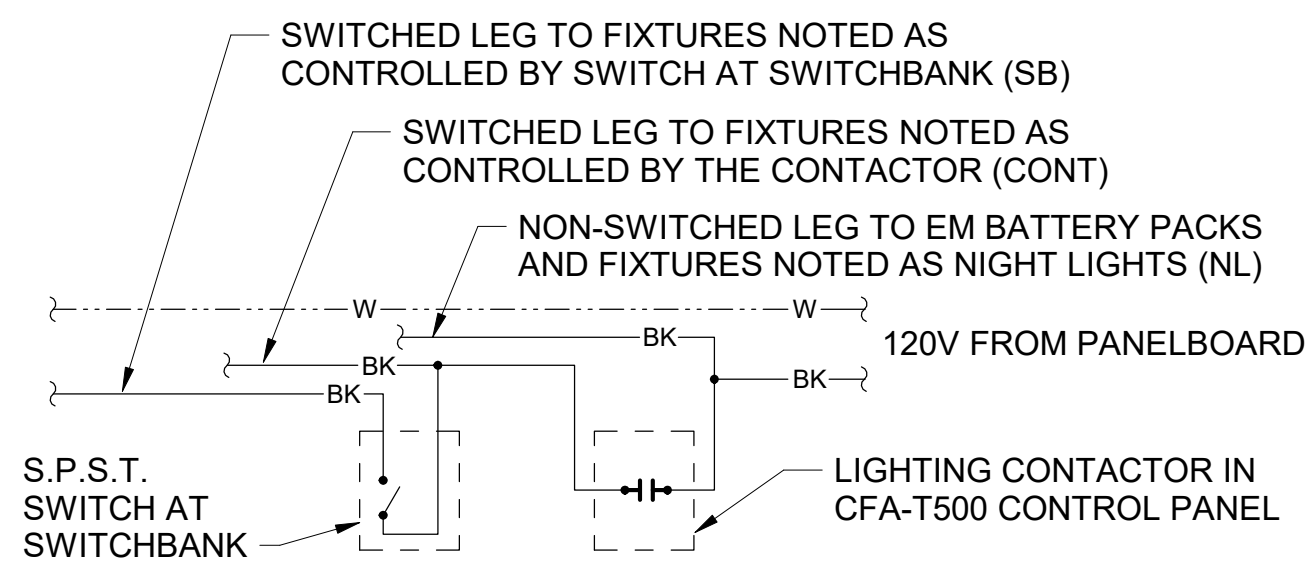 SWITCHED LEG TO FIXTURES NOTED AS
CONTROLLED BY SWITCH AT SWITCHBANK (SB)
SWITCHED LEG TO FIXTURES NOTED AS
CONTROLLED BY THE CONTACTOR (CONT)
NON-SWITCHED LEG TO EM BATTERY PACKS
AND FIXTURES NOTED AS NIGHT LIGHTS (NL)
W
W
BK
120V FROM PANELBOARD
BK
BK
BK
S.P.S.T.
SWITCH AT
SWITCHBANK
LIGHTING CONTACTOR IN
CFA-T500 CONTROL PANEL